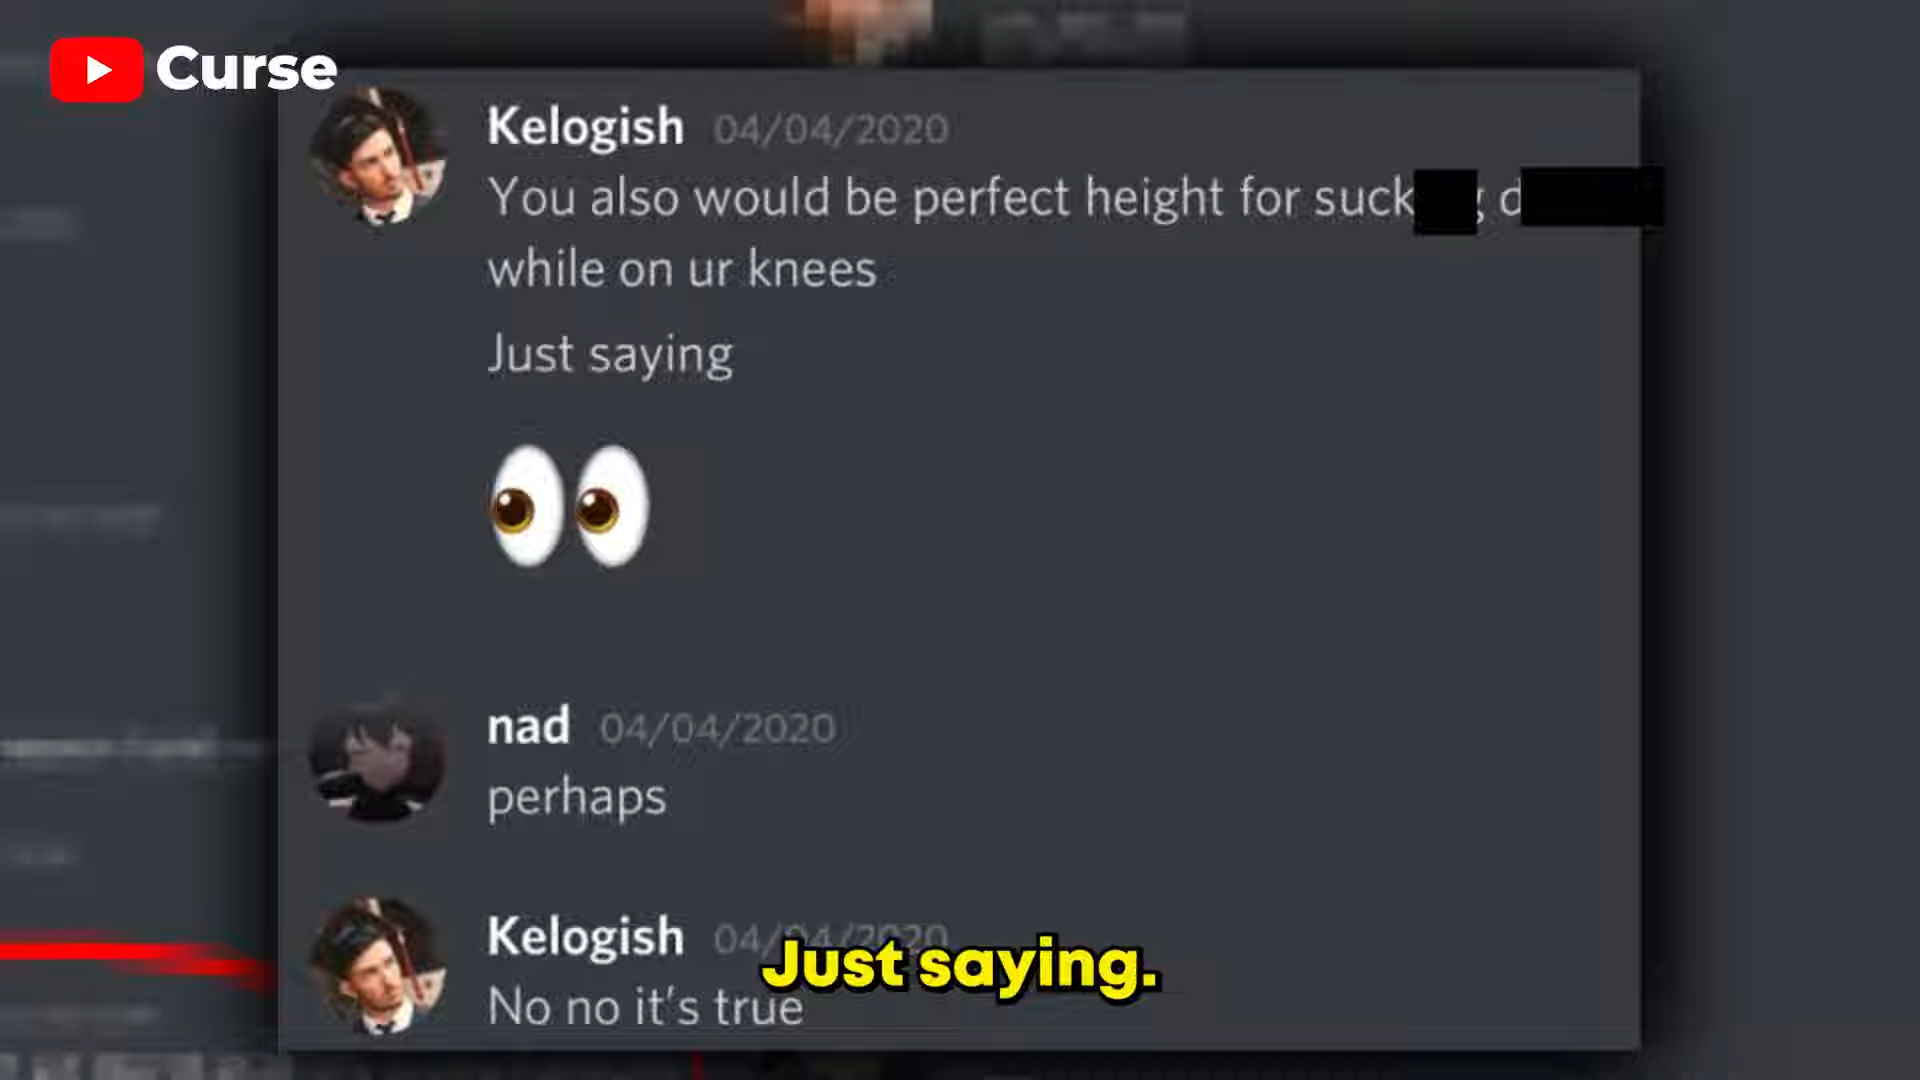 Curse
Kelogish 04/04/2020
You also would be perfect height for suck g d
while on ur knees
Just saying
nad 04/04/2020
perhaps
Kelogish 04/04/2020
Just saying.
No no it's true